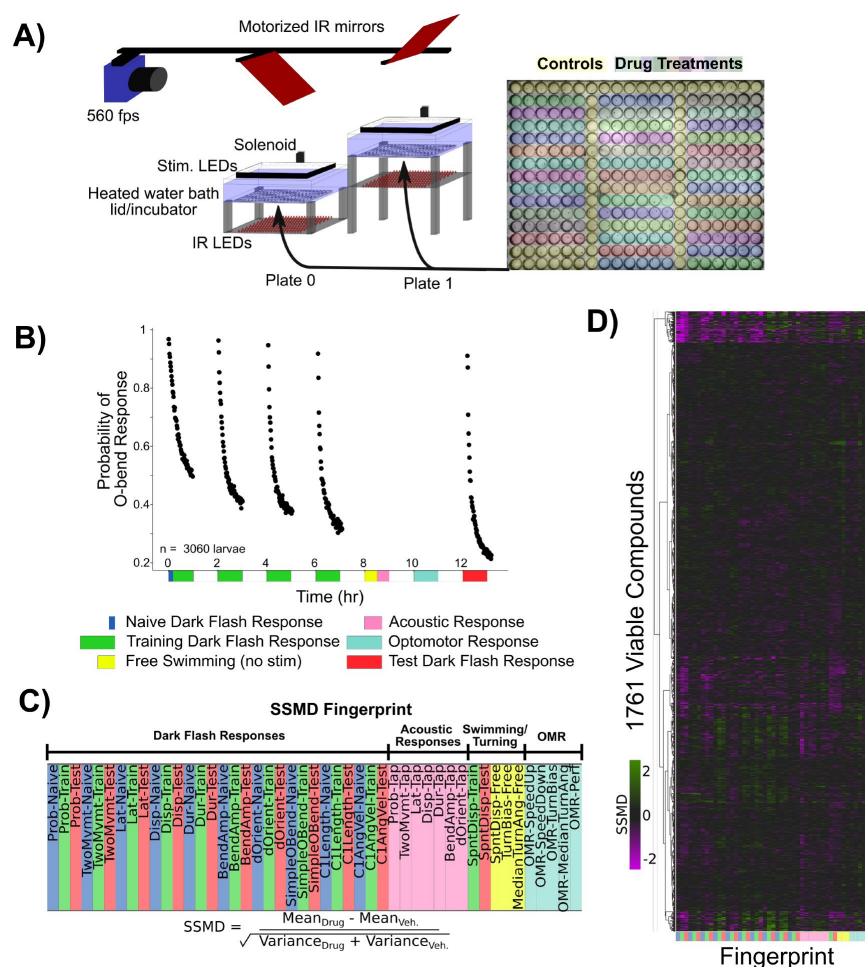 A)
Motorized IR mirrors
560 fps
Solenoid
Stim. LEDs
Heated water bath
lid/incubator
IR LEDs
Plate 0
Plate 1
Controls
Drug Treatments
B)
Probability of
O-bend Response
1
0.8
0.6
0.4
0.2
n = 3060 larvae
0 2 4 6 8 10 12
Time (hr)
Naive Dark Flash Response
Training Dark Flash Response
Free Swimming (no stim)
Acoustic Response
Optomotor Response
Test Dark Flash Response
C)
SSMD Fingerprint
Dark Flash Responses
Acoustic
Responses
Swimming/
Turning
OMR
Prob-Naive
Prob-Train
Prob-Test
TwoMvmt-Naive
TwoMvmt-Train
TwoMvmt-Test
Lat-Naive
Lat-Train
Lat-Test
Disp-Naive
Disp-Train
Disp-Test
Dur-Naive
Dur-Train
Dur-Test
BendAmp-Naive
BendAmp-Train
BendAmp-Test
dOrient-Naive
dOrient-Train
dOrient-Test
SimpleOBend-Naive
SimpleOBend-Train
SimpleOBend-Test
C1Length-Naive
C1Length-Train
C1Length-Test
C1AngVel-Naive
C1AngVel-Train
C1AngVel-Test
Prob-Tap
TwoMvmt-Tap
Lat-Tap
Disp-Tap
Dur-Tap
BendAmp-Tap
dOrient-Tap
SpntDisp-Train
SpntDisp-Test
SpntDisp-Free
TurnBias-Free
MedianTurnAng-Free
OMR-SpeedUp
OMR-SpeedDown
OMR-TurnBias
OMR-MedianTurnAng
OMR-Perf
SSMD = Mean Drug - Mean Veh.
√ Variance Drug + Variance Veh.
D)
1761 Viable Compounds
SSMD
2
0
-2
Fingerprint